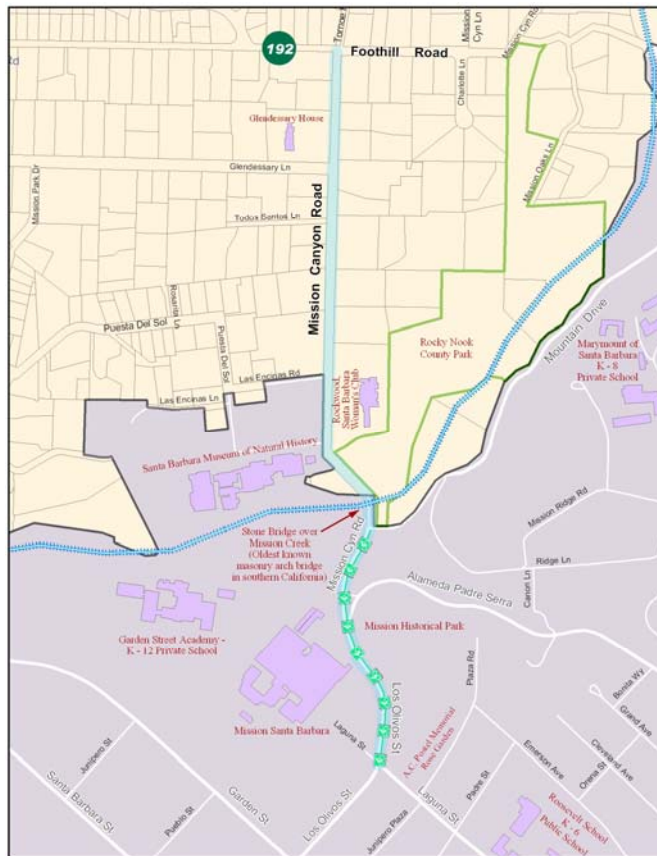 192
Foothill Road
Mission
Cyn Ln
Mission Cyn Rd
Charlotte Ln
Glendessary House
Glendessary Ln
Mission Park Dr
Mission Canyon Road
Mission Oaks Ln
Tudox Santos Ln
Rosanta Ln
Puesta Del Sol
Puesta Del Sol
Las Encinas Rd
Las Encinas Ln
Rocky Nook
County Park
Mountain Drive
Marymount of
Santa Barbara
K - 8
Private School
Rockwood,
Santa Barbara
Woman's Club
Santa Barbara Museum of Natural History
Stone Bridge over
Mission Creek
(Oldest known
masonry arch bridge
in southern California)
Mission Cyn Rd
Mission Ridge Rd
Ridge Ln
Canon Ln
Alameda Padre Serra
Garden Street Academy -
K - 12 Private School
Mission Historical Park
Mission Santa Barbara
Los Olivos St
Plaza Rd
A.C. Postel Memorial
Rose Garden
Bonita Wy
Grand Ave
Cleveland Ave
Orena St
Emerson Ave
Padre St
Laguna St
Laguna St
Junipero Plaza
Los Olivos St
Garden St
Pueblo St
Junipero St
Santa Barbara St
Roosevelt School
K - 6
Public School